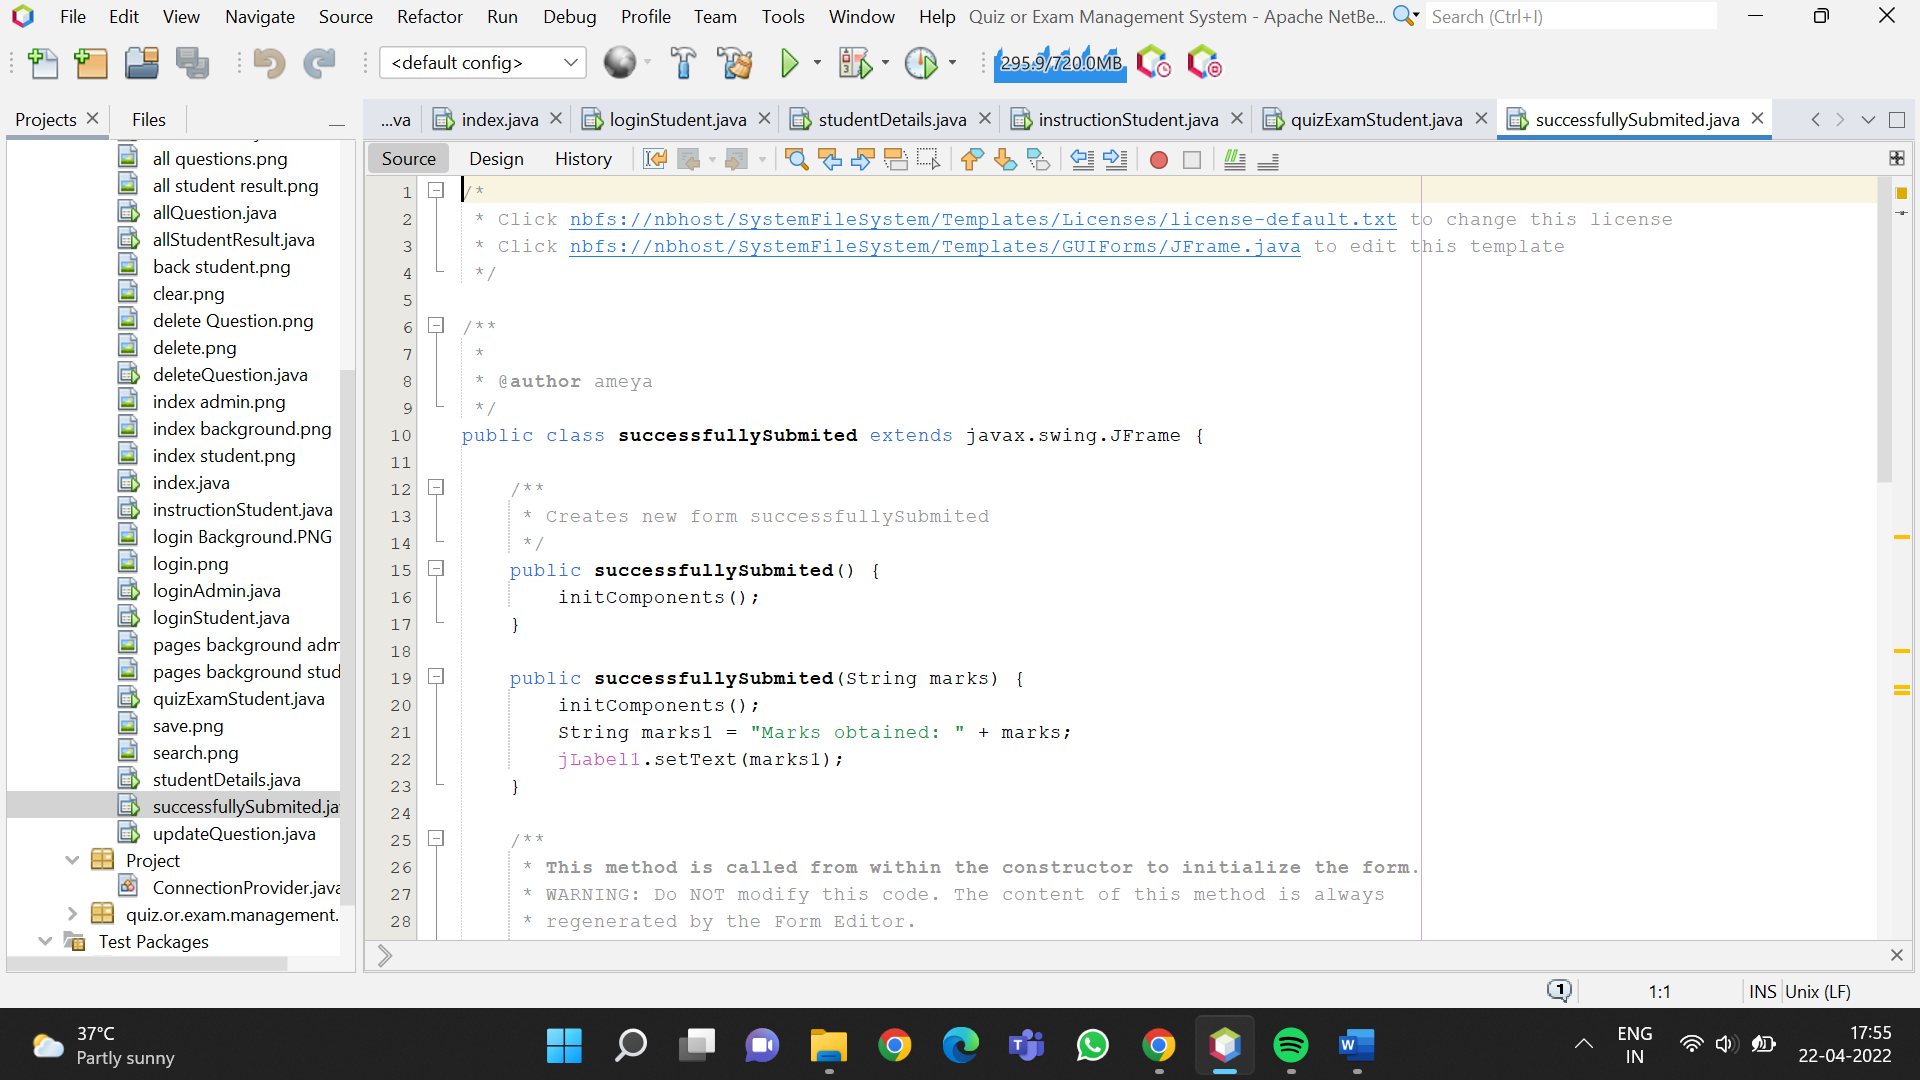 File Edit View Navigate Source Refactor Run Debug Profile Team Tools Window Help Quiz or Exam Management System - Apache NetBe... Search (Ctrl+I)
<default config> 295.9/720.0MB
Projects Files
...va index.java loginStudent.java studentDetails.java instructionStudent.java quizExamStudent.java successfullySubmited.java
Source Design History
all questions.png
all student result.png
allQuestion.java
allStudentResult.java
back student.png
clear.png
delete Question.png
delete.png
deleteQuestion.java
index admin.png
index background.png
index student.png
index.java
instructionStudent.java
login Background.PNG
login.png
loginAdmin.java
loginStudent.java
pages background adm
pages background stud
quizExamStudent.java
save.png
search.png
studentDetails.java
successfullySubmited.ja
updateQuestion.java
Project
ConnectionProvider.java
quiz.or.exam.management.
Test Packages
1 /*
2 * Click nbfs://nbhost/SystemFileSystem/Templates/Licenses/license-default.txt to change this license
3 * Click nbfs://nbhost/SystemFileSystem/Templates/GUIForms/JFrame.java to edit this template
4 */
5
6 /**
7 *
8 * @author ameya
9 */
10 public class successfullySubmited extends javax.swing.JFrame {
11
12 /**
13 * Creates new form successfullySubmited
14 */
15 public successfullySubmited() {
16 initComponents();
17 }
18
19 public successfullySubmited(String marks) {
20 initComponents();
21 String marks1 = "Marks obtained: " + marks;
22 jLabel1.setText(marks1);
23 }
24
25 /**
26 * This method is called from within the constructor to initialize the form.
27 * WARNING: Do NOT modify this code. The content of this method is always
28 * regenerated by the Form Editor.
1 1:1 INS Unix (LF)
37°C
Partly sunny
ENG
IN
17:55
22-04-2022